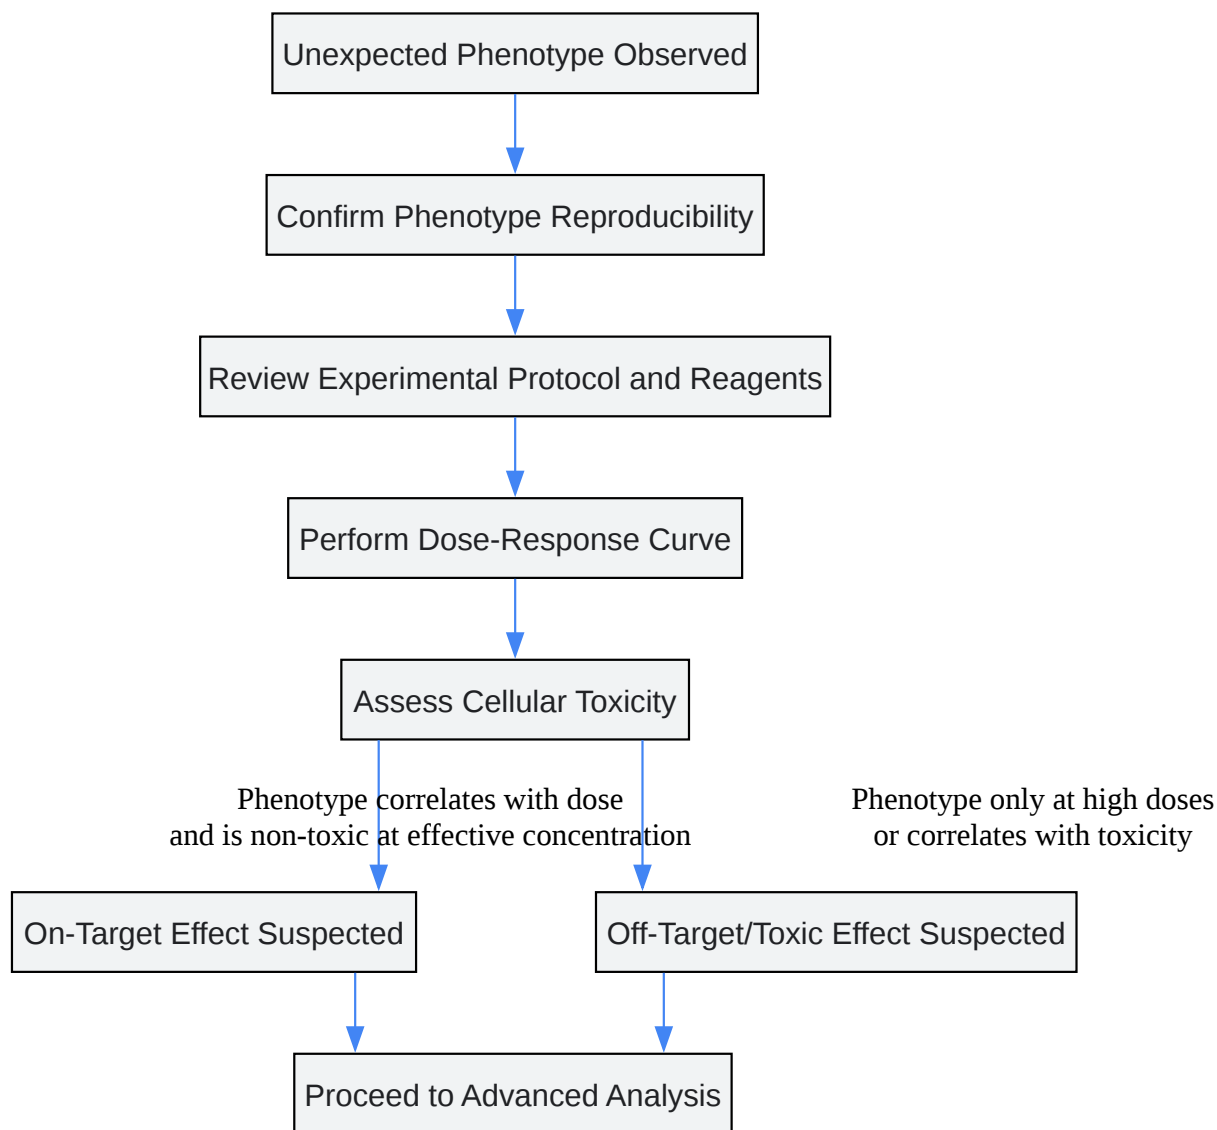 Unexpected Phenotype Observed
Confirm Phenotype Reproducibility
Review Experimental Protocol and Reagents
Perform Dose-Response Curve
Assess Cellular Toxicity
Phenotype correlates with dose
and is non-toxic at effective concentration
Phenotype only at high doses
or correlates with toxicity
On-Target Effect Suspected
Off-Target/Toxic Effect Suspected
Proceed to Advanced Analysis